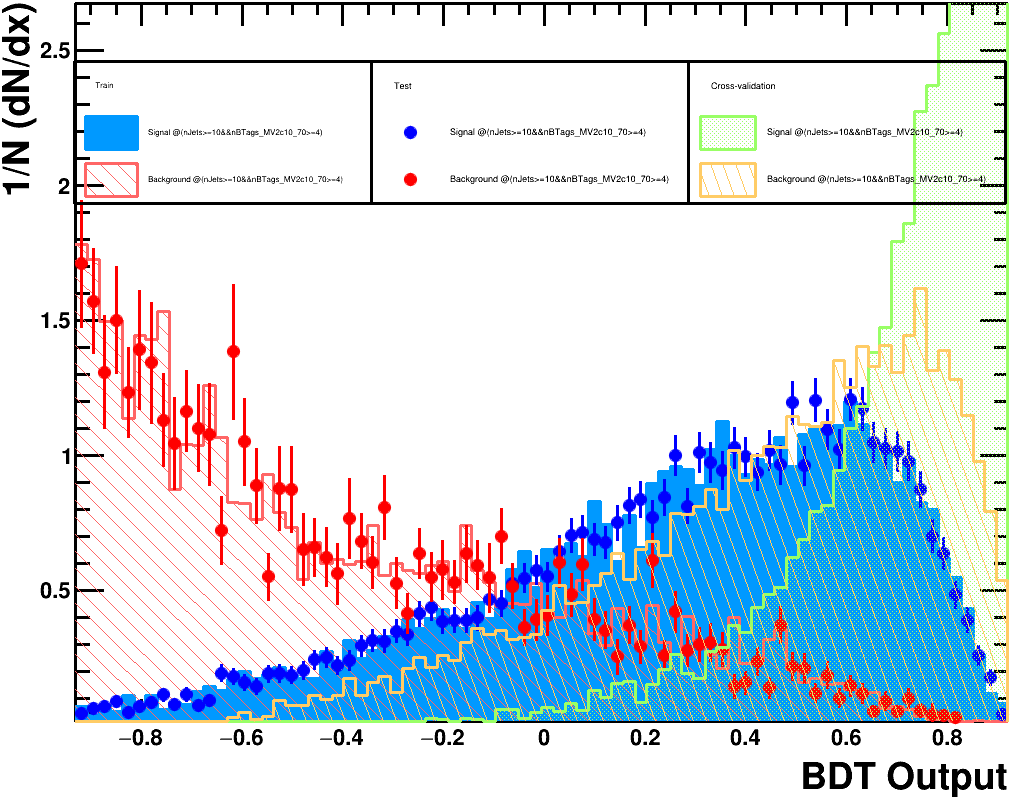 1/N (dN/dx)
2.5
2
1.5
1
0.5
Train
Signal @(nJets>=10&&nBTags_MV2c10_70>=4)
Background @(nJets>=10&&nBTags_MV2c10_70>=4)
Test
Signal @(nJets>=10&&nBTags_MV2c10_70>=4)
Background @(nJets>=10&&nBTags_MV2c10_70>=4)
Cross-validation
Signal @(nJets>=10&&nBTags_MV2c10_70>=4)
Background @(nJets>=10&&nBTags_MV2c10_70>=4)
−0.8 −0.6 −0.4 −0.2 0 0.2 0.4 0.6 0.8
BDT Output